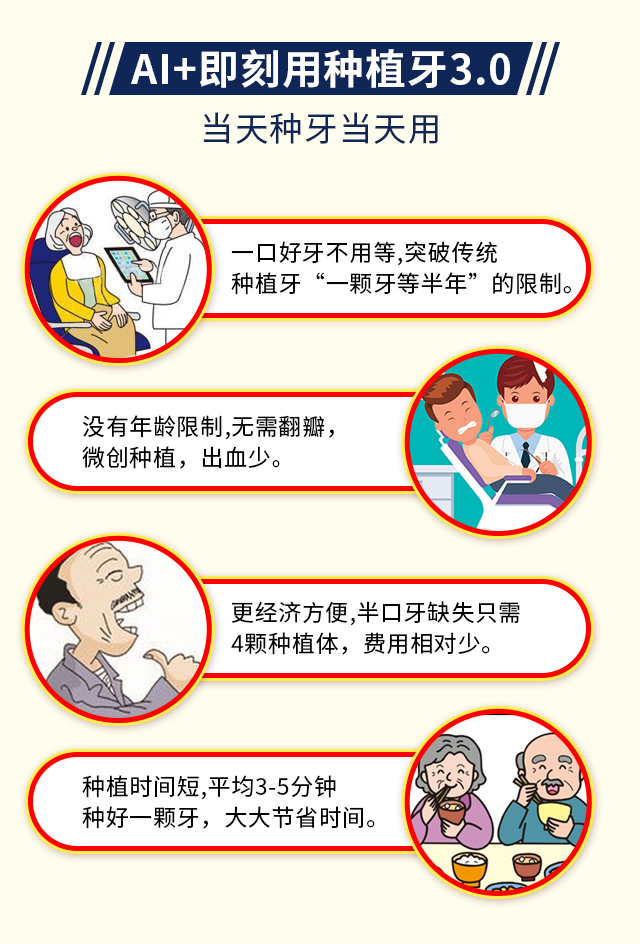 AI+即刻用种植牙3.0
当天种牙当天用
一口好牙不用等,突破传统
种植牙“一颗牙等半年”的限制。
没有年龄限制,无需翻瓣，
微创种植，出血少。
更经济方便,半口牙缺失只需
4颗种植体，费用相对少。
种植时间短,平均3-5分钟
种好一颗牙，大大节省时间。